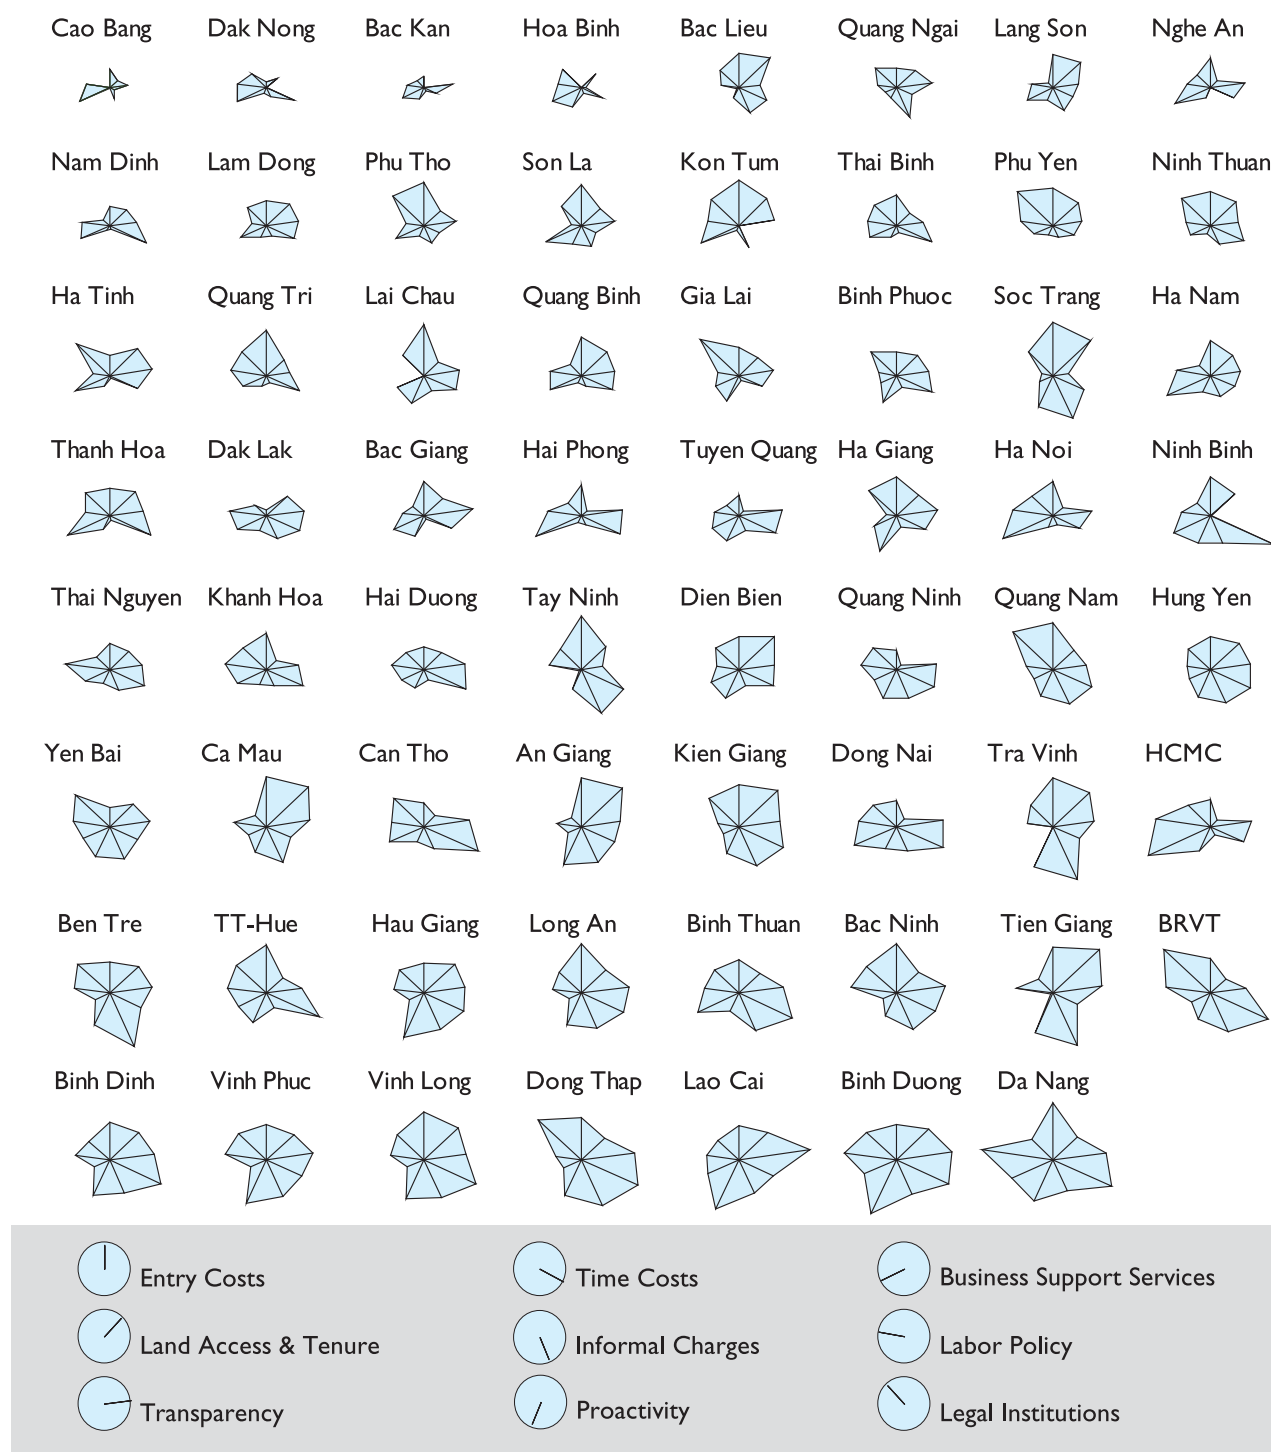 Cao Bang Dak Nong Bac Kan Hoa Binh Bac Lieu Quang Ngai Lang Son Nghe An
Nam Dinh Lam Dong Phu Tho Son La Kon Tum Thai Binh Phu Yen Ninh Thuan
Ha Tinh Quang Tri Lai Chau Quang Binh Gia Lai Binh Phuoc Soc Trang Ha Nam
Thanh Hoa Dak Lak Bac Giang Hai Phong Tuyen Quang Ha Giang Ha Noi Ninh Binh
Thai Nguyen Khanh Hoa Hai Duong Tay Ninh Dien Bien Quang Ninh Quang Nam Hung Yen
Yen Bai Ca Mau Can Tho An Giang Kien Giang Dong Nai Tra Vinh HCMC
Ben Tre TT-Hue Hau Giang Long An Binh Thuan Bac Ninh Tien Giang BRVT
Binh Dinh Vinh Phuc Vinh Long Dong Thap Lao Cai Binh Duong Da Nang
Entry Costs Time Costs Business Support Services
Land Access & Tenure Informal Charges Labor Policy
Transparency Proactivity Legal Institutions